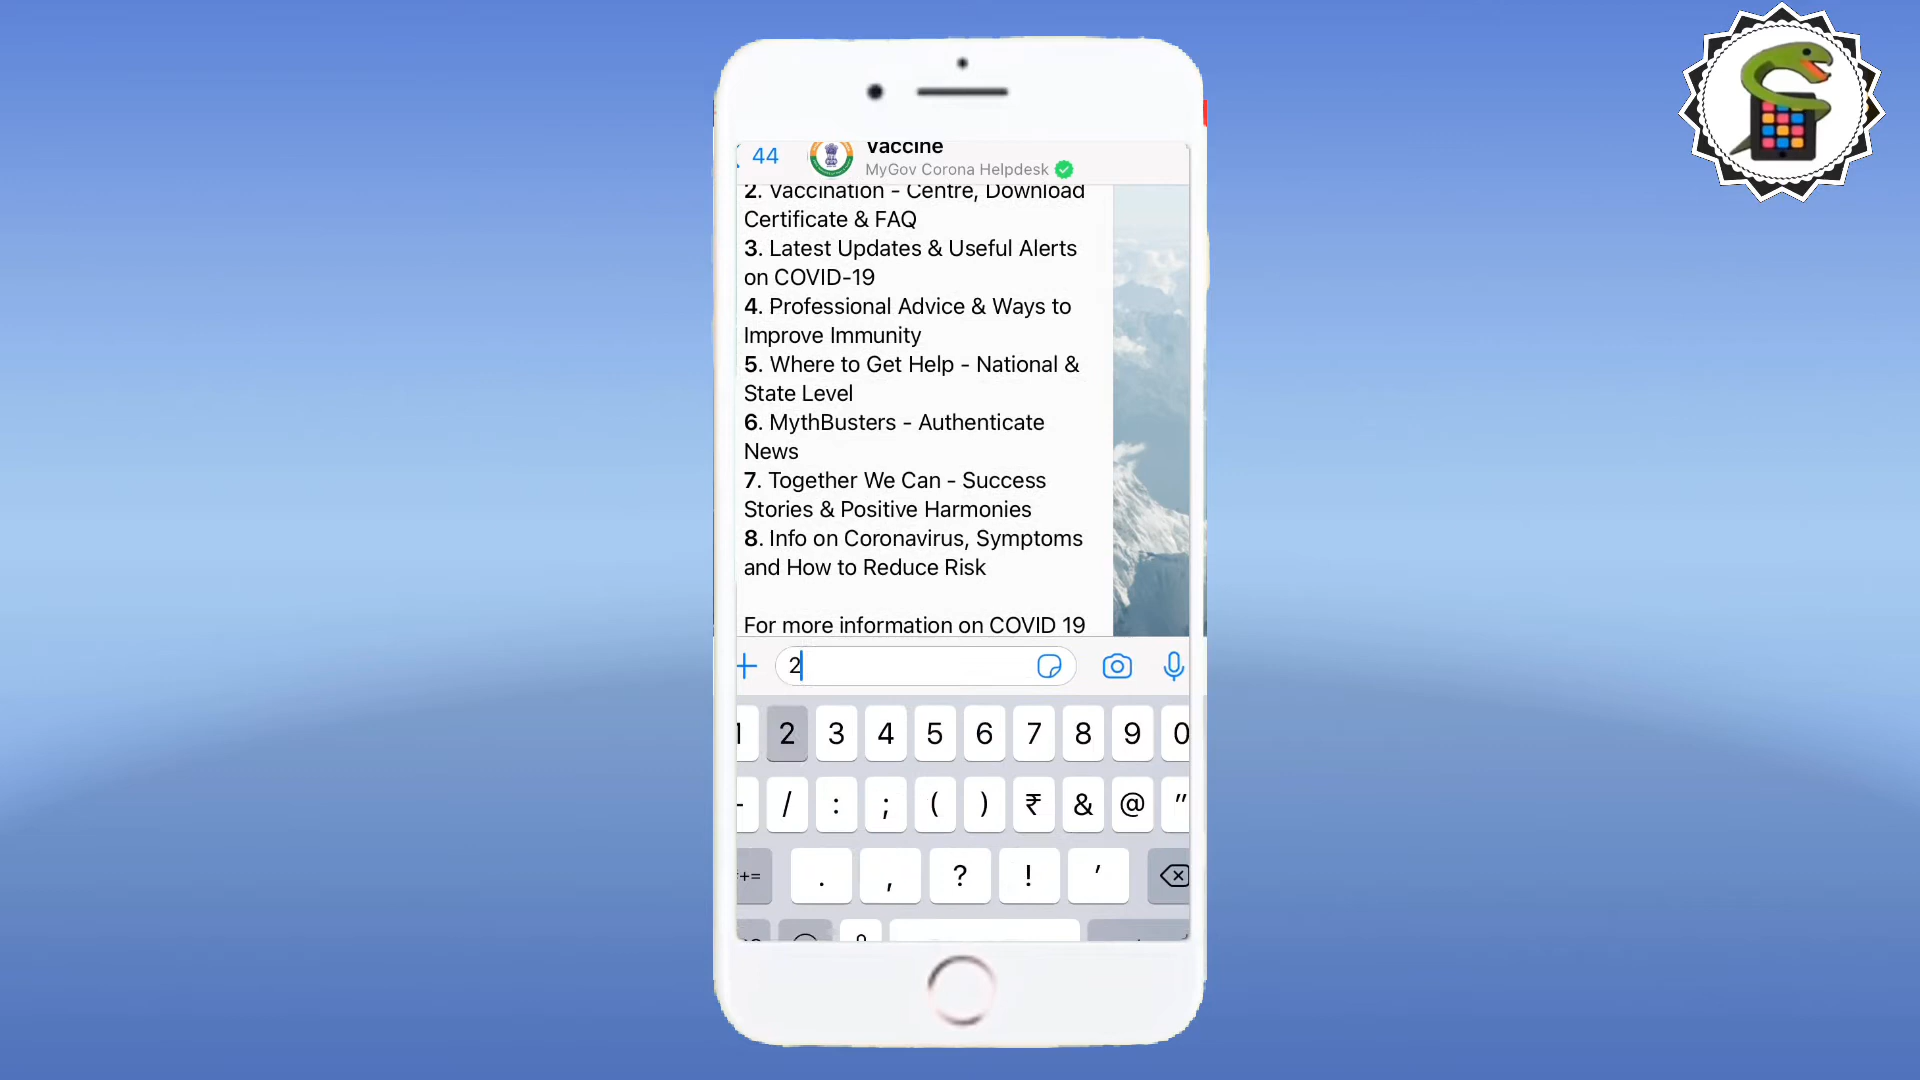 44
Vaccine
MyGov Corona Helpdesk
2. Vaccination - Centre, Download
Certificate & FAQ
3. Latest Updates & Useful Alerts
on COVID-19
4. Professional Advice & Ways to
Improve Immunity
5. Where to Get Help - National &
State Level
6. MythBusters - Authenticate
News
7. Together We Can - Success
Stories & Positive Harmonies
8. Info on Coronavirus, Symptoms
and How to Reduce Risk
For more information on COVID 19
2
1 2 3 4 5 6 7 8 9 0
- / : ; ( ) ₹ & @ "
+= . , ? ! '